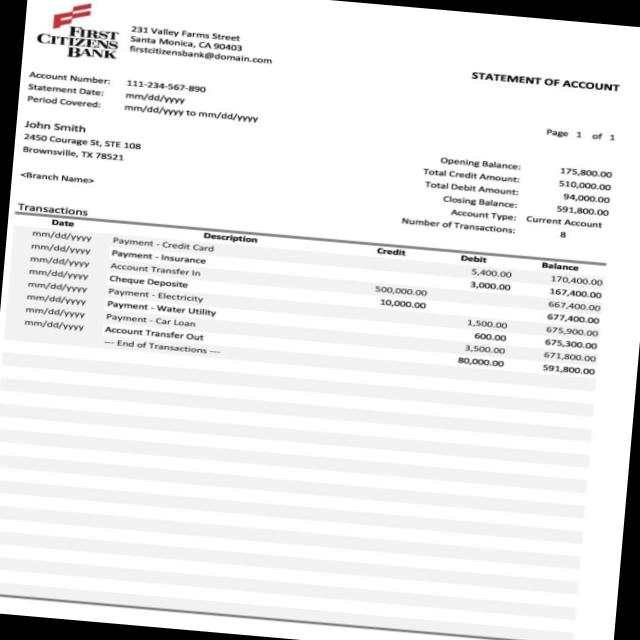 FIRST
CITIZENS
BANK
231 Valley Farms Street
Santa Monica, CA 90403
firstcitizensbank@domain.com
STATEMENT OF ACCOUNT
Account Number: 111-234-567-890
Statement Date: mm/dd/yyyy
Period Covered: mm/dd/yyyy to mm/dd/yyyy
Page 1 of 1
John Smith
2450 Courage St, STE 108
Brownsville, TX 78521
<Branch Name>
Opening Balance: 175,800.00
Total Credit Amount: 510,000.00
Total Debit Amount: 94,000.00
Closing Balance: 591,800.00
Account Type: Current Account
Number of Transactions: 8
Transactions
Date Description Credit Debit Balance
mm/dd/yyyy Payment - Credit Card 5,400.00 170,400.00
mm/dd/yyyy Payment - Insurance 3,000.00 167,400.00
mm/dd/yyyy Account Transfer In 500,000.00 667,400.00
mm/dd/yyyy Cheque Deposite 10,000.00 677,400.00
mm/dd/yyyy Payment - Electricity 1,500.00 675,900.00
mm/dd/yyyy Payment - Water Utility 600.00 675,300.00
mm/dd/yyyy Payment - Car Loan 3,500.00 671,800.00
mm/dd/yyyy Account Transfer Out 80,000.00 591,800.00
--- End of Transactions ---